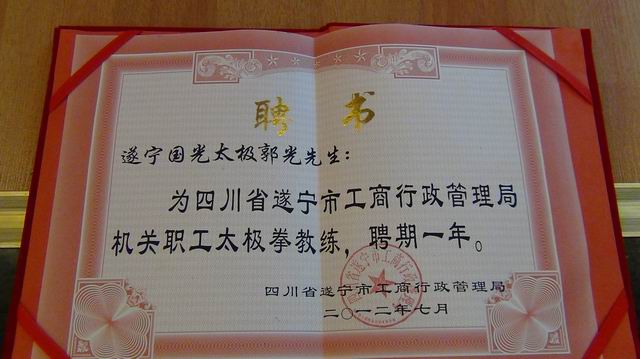 聘书
遂宁国光太极郭光先生：
为四川省遂宁市工商行政管理局
机关职工太极拳教练，聘期一年。
四川省遂宁市工商行政管理局
二〇一二年七月